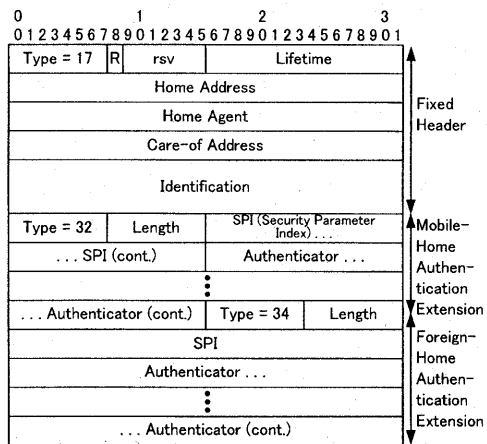 0 1 2 3
0 1 2 3 4 5 6 7 8 9 0 1 2 3 4 5 6 7 8 9 0 1 2 3 4 5 6 7 8 9 0 1
Type = 17 R rsv Lifetime
Home Address
Home Agent
Care-of Address
Identification
Fixed
Header
Type = 32 Length SPI (Security Parameter
Index) . . .
. . . SPI (cont.) Authenticator . . .
. . . Authenticator (cont.) Type = 34 Length
Mobile-
Home
Authen-
tication
Extension
SPI
Authenticator . . .
. . . Authenticator (cont.)
Foreign-
Home
Authen-
tication
Extension